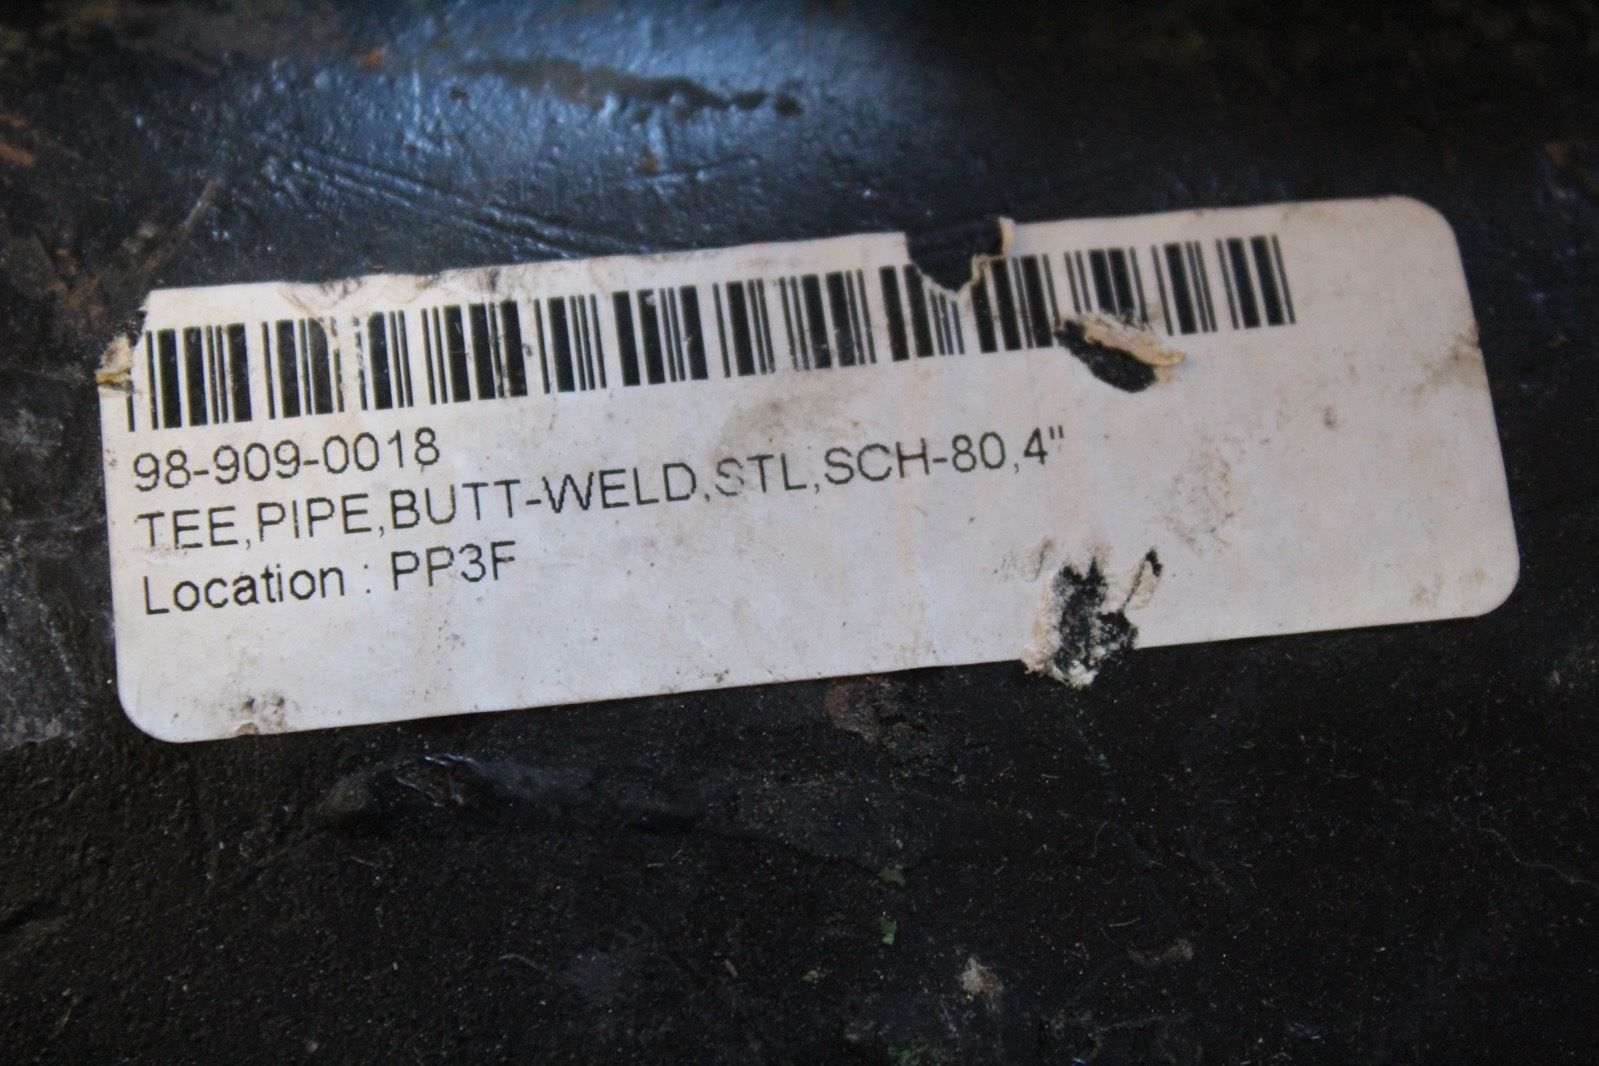 98-909-0018
TEE,PIPE,BUTT-WELD,STL,SCH-80,4"
Location : PP3F